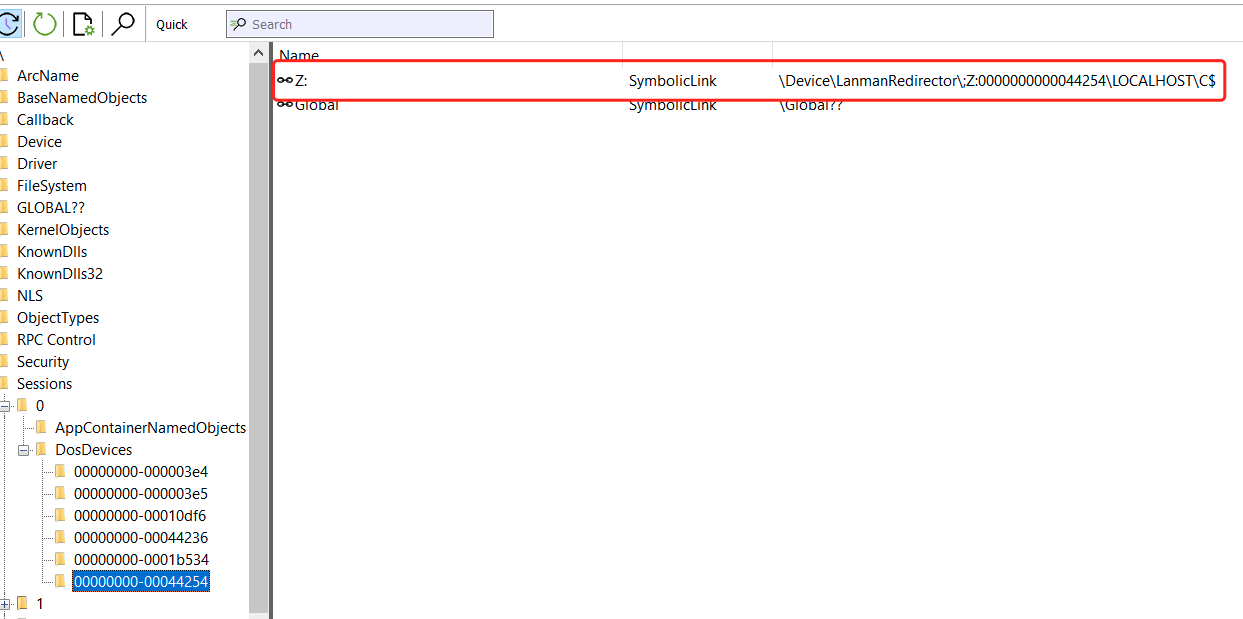 Quick
Search
\
ArcName
BaseNamedObjects
Callback
Device
Driver
FileSystem
GLOBAL??
KernelObjects
KnownDlls
KnownDlls32
NLS
ObjectTypes
RPC Control
Security
Sessions
0
AppContainerNamedObjects
DosDevices
00000000-000003e4
00000000-000003e5
00000000-00010df6
00000000-00044236
00000000-0001b534
00000000-00044254
1
Name
Z: SymbolicLink \Device\LanmanRedirector\;Z:0000000000044254\LOCALHOST\C$
Global SymbolicLink \Global??